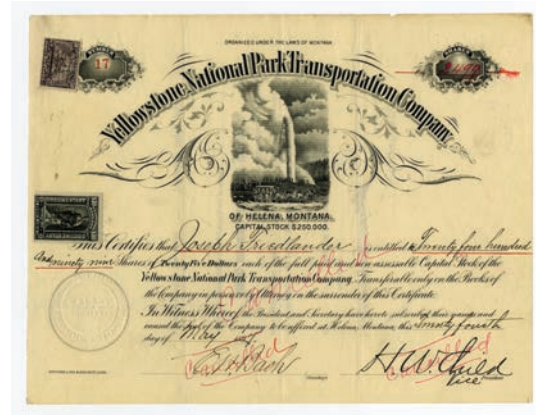 ORGANIZED UNDER THE LAWS OF MONTANA
NUMBER
17
SHARES
2499
Yellowstone National Park Transportation Company
OF HELENA, MONTANA.
CAPITAL STOCK $250,000.
This Certifies that Joseph Friedlander is entitled to Twenty four hundred
and ninety nine Shares of Twenty Five Dollars each of the full paid and non assessable Capital Stock of the
Yellowstone National Park Transportation Company, Transferable only on the Books of
the Company in person or by Attorney on the surrender of this Certificate.
In Witness Whereof the President and Secretary have hereto subscribed their names and
caused the Seal of the Company to be affixed at Helena, Montana, this
day of May
Cancelled
E. W. Bach
Cancelled
Secretary
H. W. Child
Cancelled
Vice President